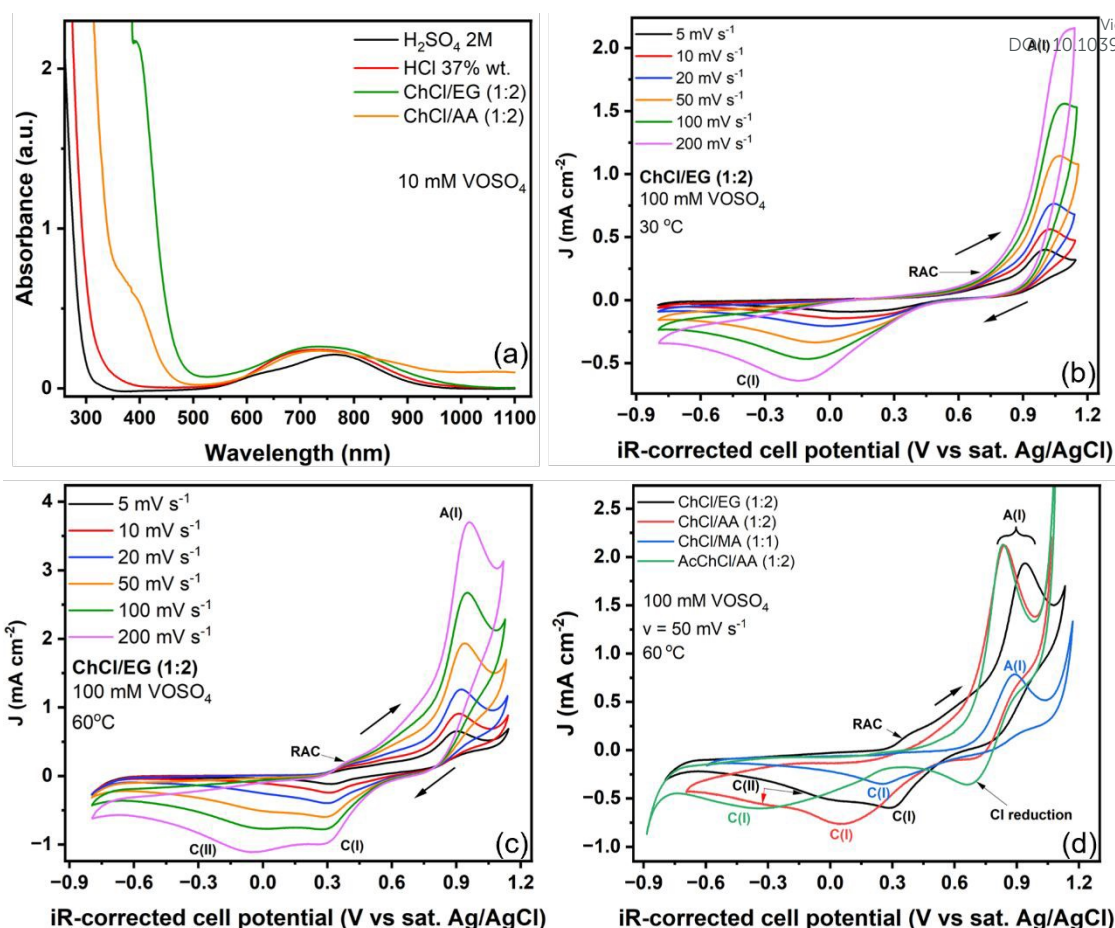 H₂SO₄ 2M
HCl 37% wt.
ChCl/EG (1:2)
ChCl/AA (1:2)
10 mM VOSO₄
Absorbance (a.u.)
2
1
0
(a)
300 400 500 600 700 800 900 1000 1100
Wavelength (nm)
DOI: 10.1039
5 mV s⁻¹
10 mV s⁻¹
20 mV s⁻¹
50 mV s⁻¹
100 mV s⁻¹
200 mV s⁻¹
ChCl/EG (1:2)
100 mM VOSO₄
30 °C
A(I)
RAC
C(I)
J (mA cm⁻²)
2.0
1.5
1.0
0.5
0.0
−0.5
(b)
−0.9 −0.6 −0.3 0.0 0.3 0.6 0.9 1.2
iR-corrected cell potential (V vs sat. Ag/AgCl)
5 mV s⁻¹
10 mV s⁻¹
20 mV s⁻¹
50 mV s⁻¹
100 mV s⁻¹
200 mV s⁻¹
ChCl/EG (1:2)
100 mM VOSO₄
60°C
A(I)
RAC
C(II)
C(I)
J (mA cm⁻²)
4
3
2
1
0
−1
(c)
−0.9 −0.6 −0.3 0.0 0.3 0.6 0.9 1.2
iR-corrected cell potential (V vs sat. Ag/AgCl)
ChCl/EG (1:2)
ChCl/AA (1:2)
ChCl/MA (1:1)
AcChCl/AA (1:2)
100 mM VOSO₄
v = 50 mV s⁻¹
60 °C
A(I)
A(I)
RAC
C(II)
C(I)
C(I)
C(I)
C(I)
Cl reduction
J (mA cm⁻²)
2.5
2.0
1.5
1.0
0.5
0.0
−0.5
−1.0
(d)
−0.9 −0.6 −0.3 0.0 0.3 0.6 0.9 1.2
iR-corrected cell potential (V vs sat. Ag/AgCl)